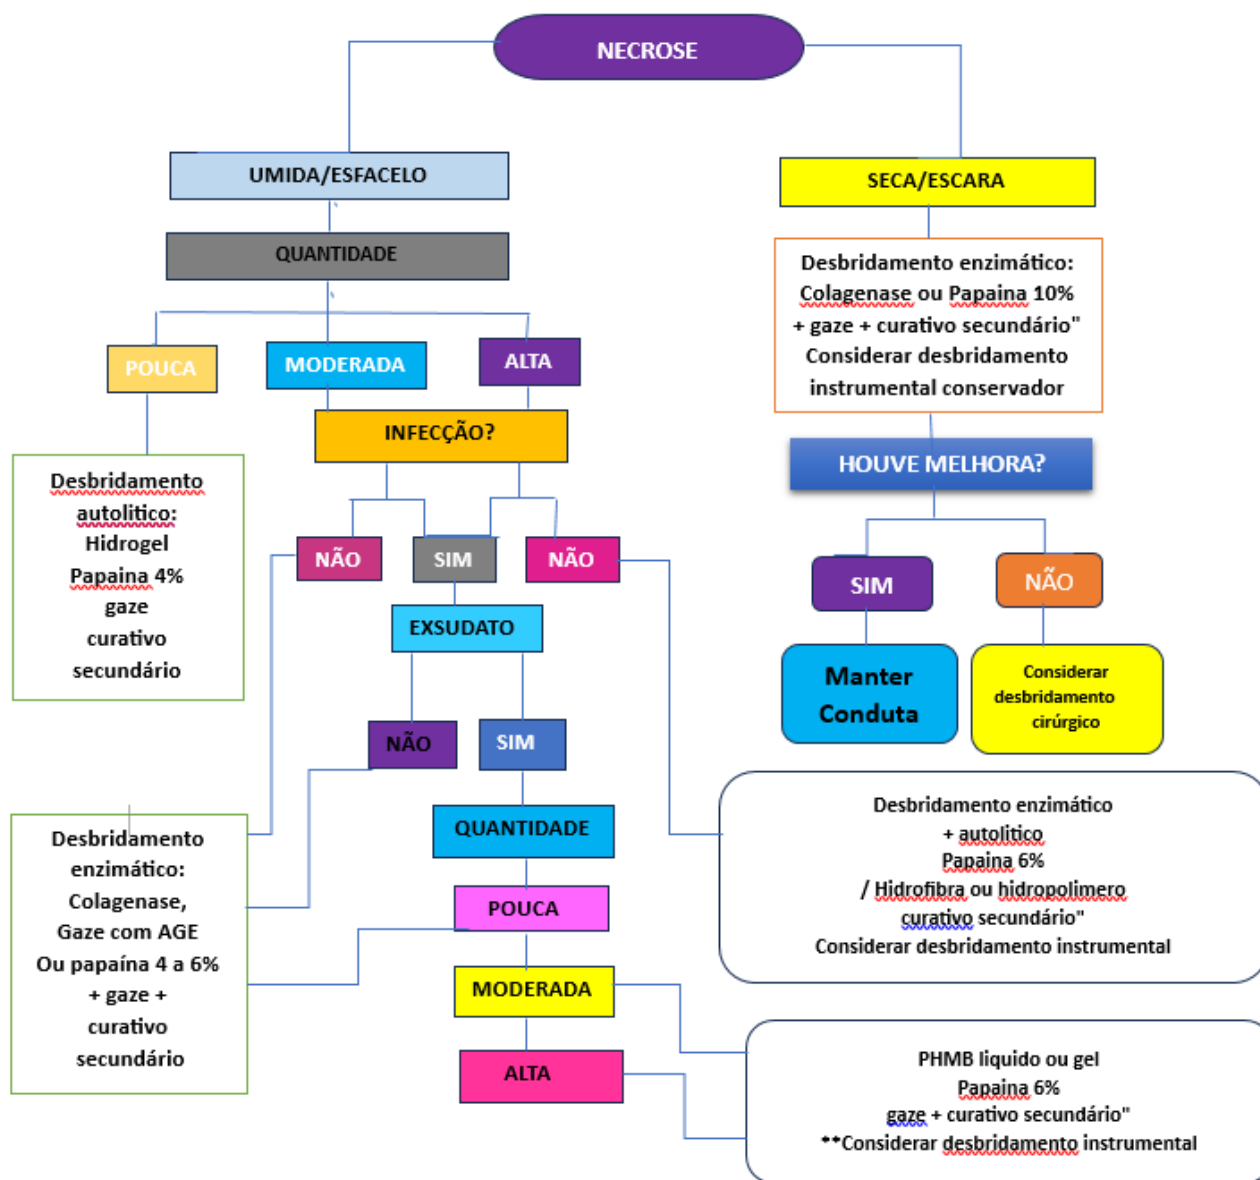 NECROSE
UMIDA/ESFACELO
SECA/ESCARA
QUANTIDADE
Desbridamento enzimático:
Colagenase ou Papaina 10%
+ gaze + curativo secundário"
Considerar desbridamento
instrumental conservador
POUCA
MODERADA
ALTA
INFECÇÃO?
HOUVE MELHORA?
Desbridamento
autolitico:
Hidrogel
Papaina 4%
gaze
curativo
secundário
NÃO
SIM
NÃO
SIM
NÃO
EXSUDATO
Manter
Conduta
Considerar
desbridamento
cirúrgico
NÃO
SIM
QUANTIDADE
Desbridamento
enzimático:
Colagenase,
Gaze com AGE
Ou papaína 4 a 6%
+ gaze +
curativo
secundário
Desbridamento enzimático
+ autolitico
Papaina 6%
/ Hidrofibra ou hidropolimero
curativo secundário"
Considerar desbridamento instrumental
POUCA
MODERADA
ALTA
PHMB liquido ou gel
Papaina 6%
gaze + curativo secundário"
**Considerar desbridamento instrumental